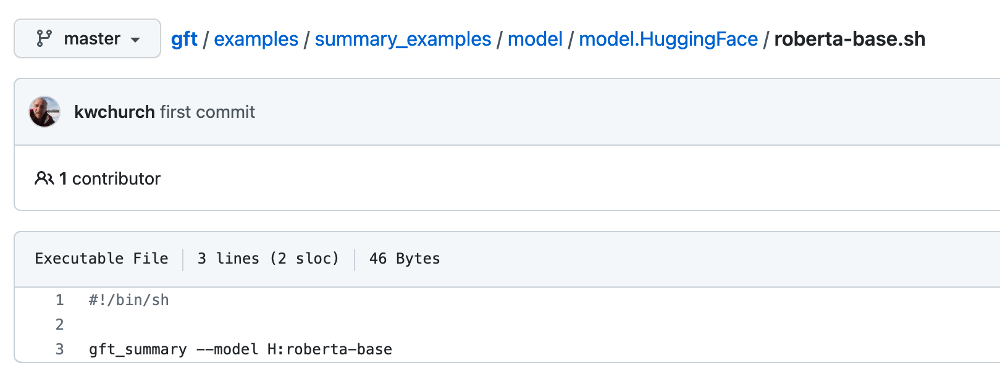 master gft / examples / summary_examples / model / model.HuggingFace / roberta-base.sh
kwchurch first commit
1 contributor
Executable File 3 lines (2 sloc) 46 Bytes
1 #!/bin/sh
2
3 gft_summary --model H:roberta-base